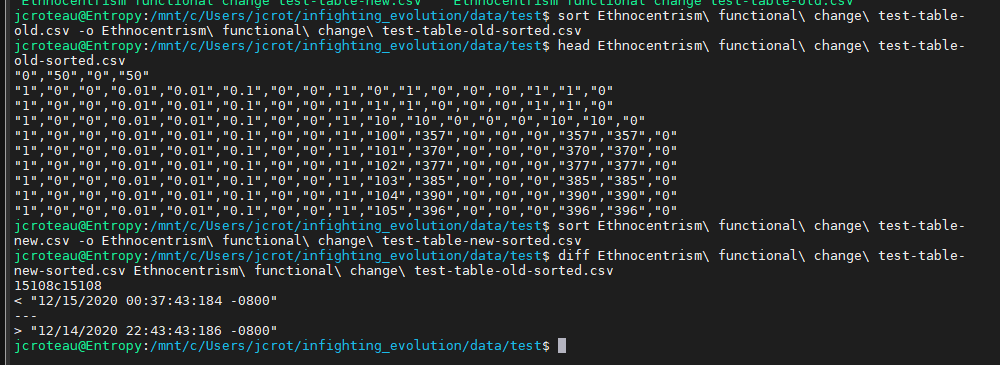 Ethnocentrism functional change test-table-new.csv    Ethnocentrism functional change test-table-old.csv
jcroteau@Entropy:/mnt/c/Users/jcrot/infighting_evolution/data/test$ sort Ethnocentrism\ functional\ change\ test-table-
old.csv -o Ethnocentrism\ functional\ change\ test-table-old-sorted.csv
jcroteau@Entropy:/mnt/c/Users/jcrot/infighting_evolution/data/test$ head Ethnocentrism\ functional\ change\ test-table-
old-sorted.csv
"0","50","0","50"
"1","0","0","0.01","0.01","0.1","0","0","1","0","1","0","0","0","1","1","0"
"1","0","0","0.01","0.01","0.1","0","0","1","1","1","0","0","0","1","1","0"
"1","0","0","0.01","0.01","0.1","0","0","1","10","10","0","0","0","10","10","0"
"1","0","0","0.01","0.01","0.1","0","0","1","100","357","0","0","0","357","357","0"
"1","0","0","0.01","0.01","0.1","0","0","1","101","370","0","0","0","370","370","0"
"1","0","0","0.01","0.01","0.1","0","0","1","102","377","0","0","0","377","377","0"
"1","0","0","0.01","0.01","0.1","0","0","1","103","385","0","0","0","385","385","0"
"1","0","0","0.01","0.01","0.1","0","0","1","104","390","0","0","0","390","390","0"
"1","0","0","0.01","0.01","0.1","0","0","1","105","396","0","0","0","396","396","0"
jcroteau@Entropy:/mnt/c/Users/jcrot/infighting_evolution/data/test$ sort Ethnocentrism\ functional\ change\ test-table-
new.csv -o Ethnocentrism\ functional\ change\ test-table-new-sorted.csv
jcroteau@Entropy:/mnt/c/Users/jcrot/infighting_evolution/data/test$ diff Ethnocentrism\ functional\ change\ test-table-
new-sorted.csv Ethnocentrism\ functional\ change\ test-table-old-sorted.csv
15108c15108
< "12/15/2020 00:37:43:184 -0800"
---
> "12/14/2020 22:43:43:186 -0800"
jcroteau@Entropy:/mnt/c/Users/jcrot/infighting_evolution/data/test$